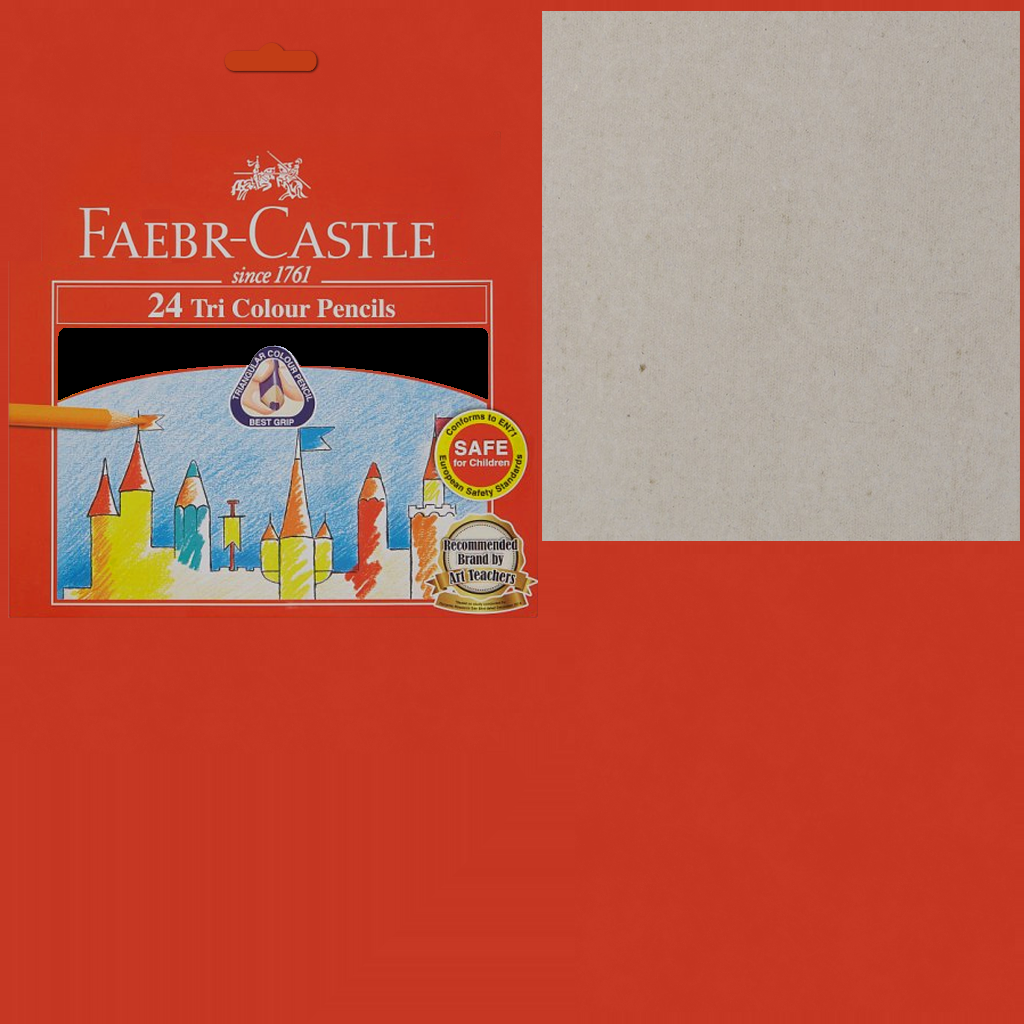 FAEBR-CASTLE
since 1761
24 Tri Colour Pencils
TRIANGULAR COLOUR PENCIL
BEST GRIP
Conforms to EN71
SAFE
for Children
European Safety Standards
Recommended
Brand by
Art Teachers